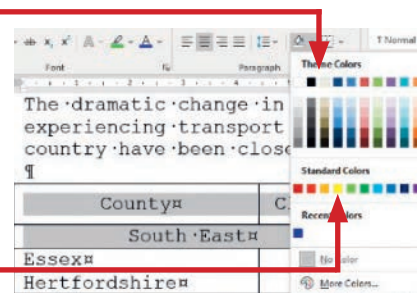 1 Normal
Font
Paragraph
Theme Colors
The·dramatic·change·in
experiencing·transport
country·have·been·close
¶
Standard Colors
County¤
C
South·East¤
Recent Colors
Essex¤
No Color
Hertfordshire¤
More Colors...